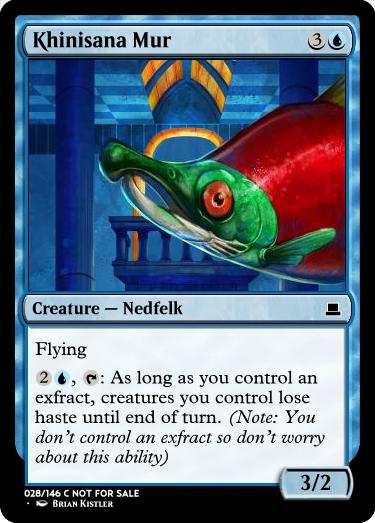 Khinisana Mur 3
Creature — Nedfelk
Flying
2, : As long as you control an
exfract, creatures you control lose
haste until end of turn. (Note: You
don't control an exfract so don't worry
about this ability)
3/2
028/146 C NOT FOR SALE
· Brian Kistler